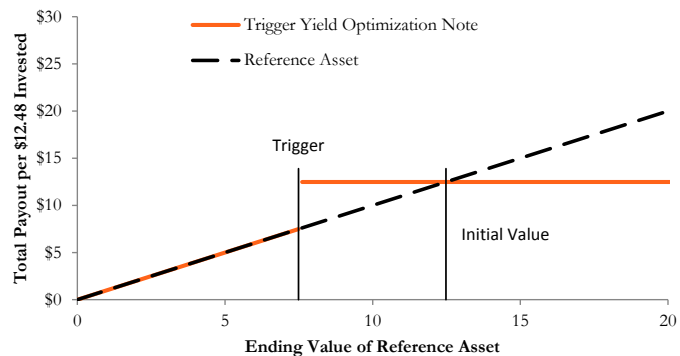 Total Payout per $12.48 Invested
$30
$25
$20
$15
$10
$5
$0
Trigger Yield Optimization Note
Reference Asset
Trigger
Initial Value
0
5
10
15
20
Ending Value of Reference Asset